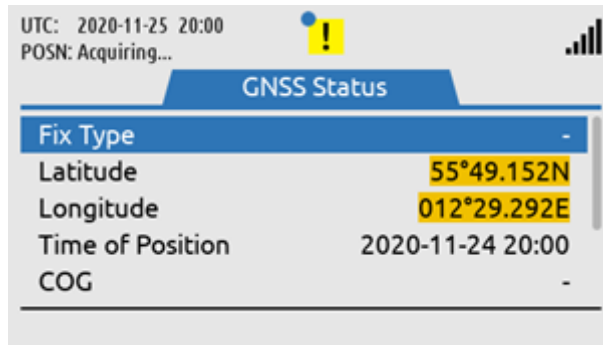 UTC: 2020-11-25 20:00
POSN: Acquiring...
!
GNSS Status
Fix Type -
Latitude 55°49.152N
Longitude 012°29.292E
Time of Position 2020-11-24 20:00
COG -